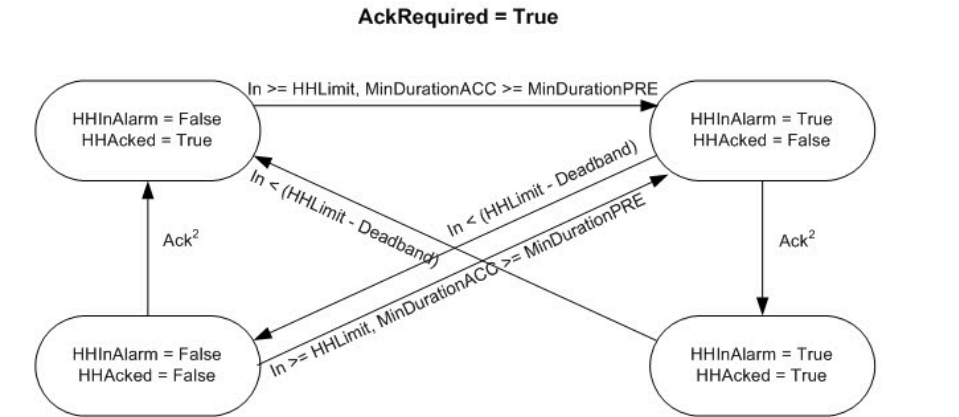 AckRequired = True
In >= HHLimit, MinDurationACC >= MinDurationPRE
HHInAlarm = False
HHAcked = True
HHInAlarm = True
HHAcked = False
In < (HHLimit - Deadband)
In < (HHLimit - Deadband)
In >= HHLimit, MinDurationACC >= MinDurationPRE
Ack²
Ack²
HHInAlarm = False
HHAcked = False
HHInAlarm = True
HHAcked = True